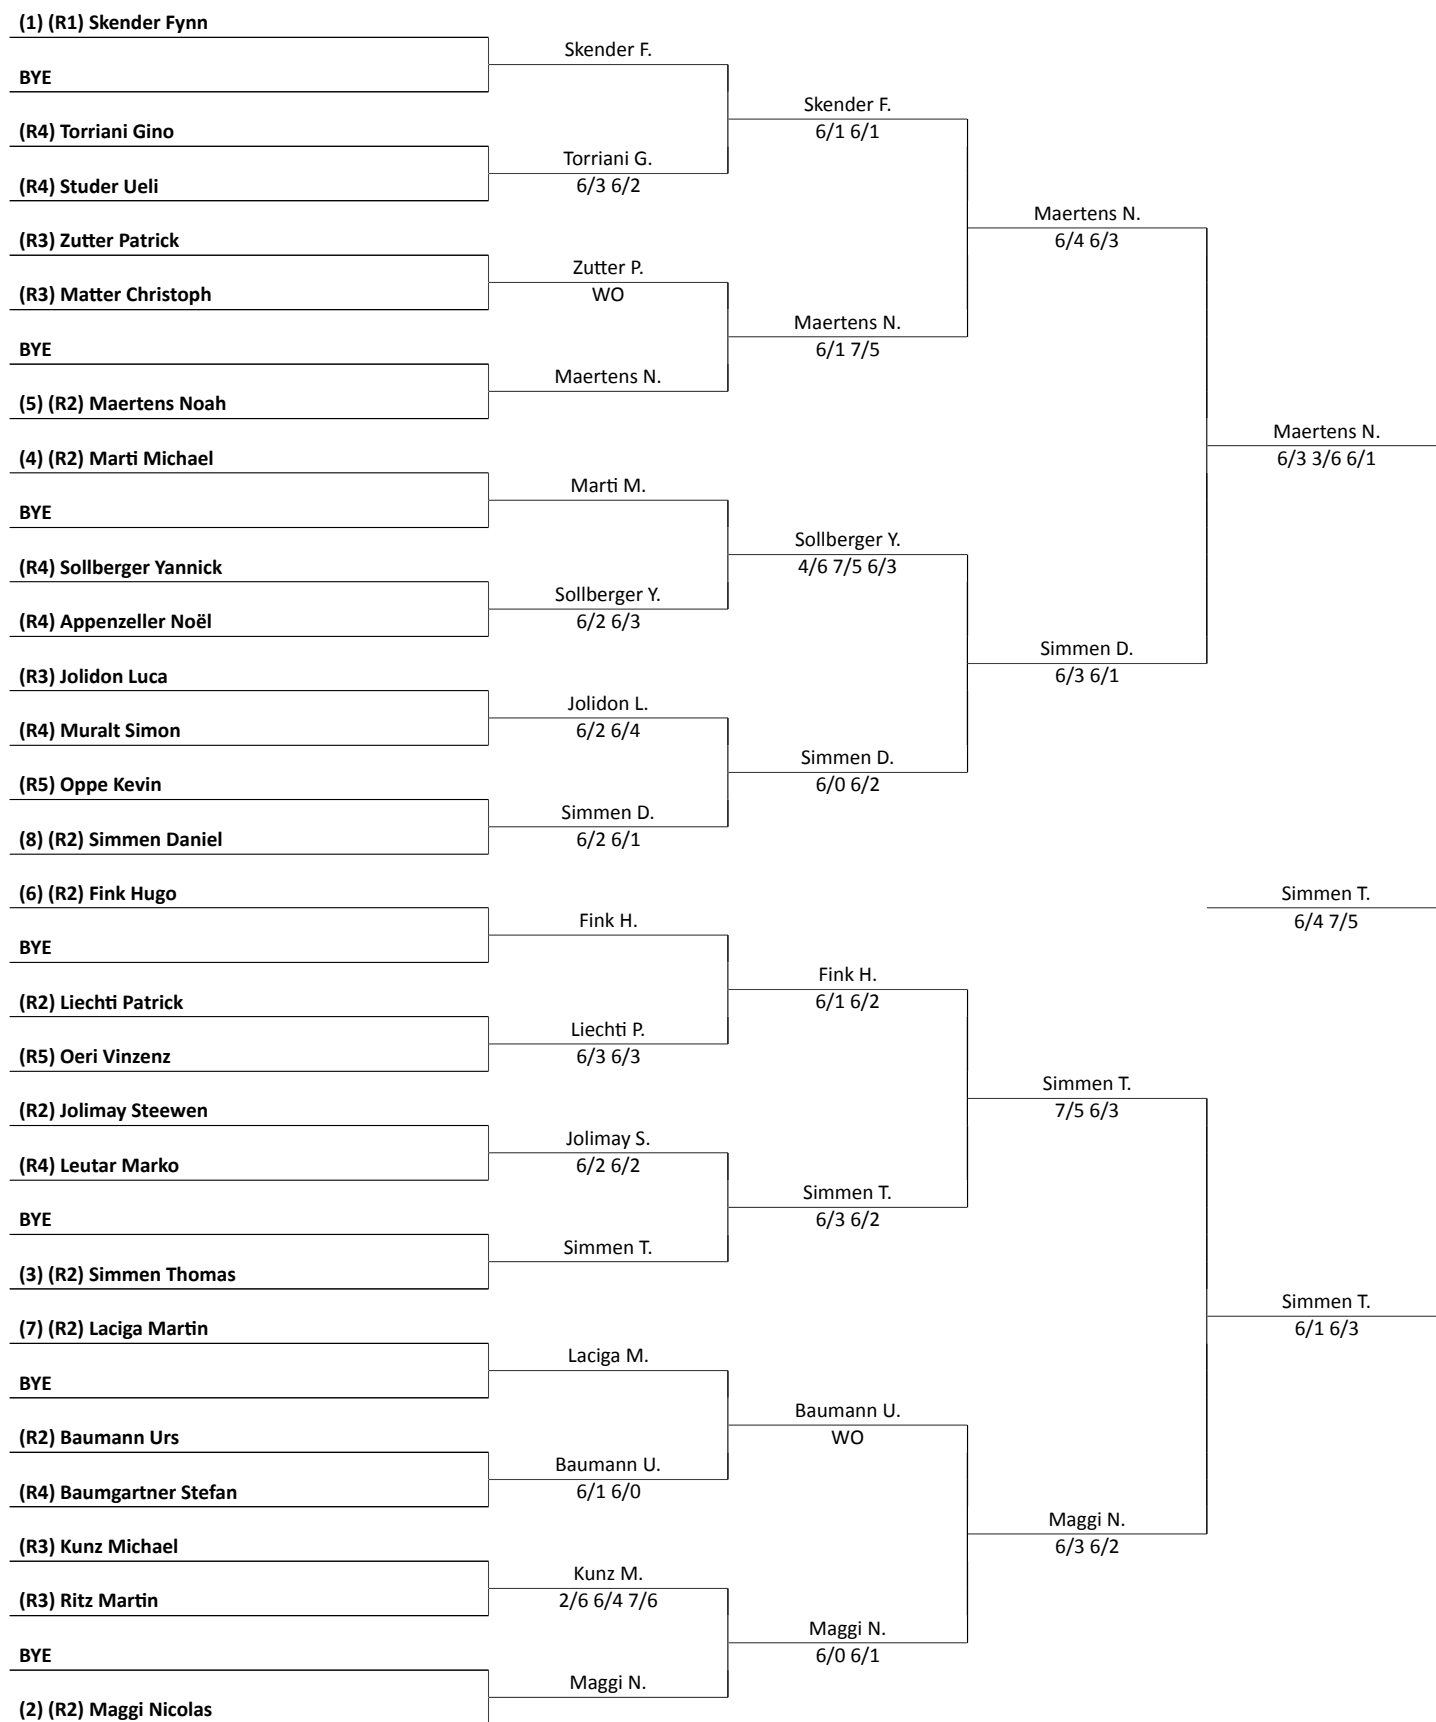 (1) (R1) Skender Fynn
BYE
(R4) Torriani Gino
(R4) Studer Ueli
(R3) Zutter Patrick
(R3) Matter Christoph
BYE
(5) (R2) Maertens Noah
(4) (R2) Marti Michael
BYE
(R4) Sollberger Yannick
(R4) Appenzeller Noël
(R3) Jolidon Luca
(R4) Muralt Simon
(R5) Oppe Kevin
(8) (R2) Simmen Daniel
(6) (R2) Fink Hugo
BYE
(R2) Liechti Patrick
(R5) Oeri Vinzenz
(R2) Jolimay Steewen
(R4) Leutar Marko
BYE
(3) (R2) Simmen Thomas
(7) (R2) Laciga Martin
BYE
(R2) Baumann Urs
(R4) Baumgartner Stefan
(R3) Kunz Michael
(R3) Ritz Martin
BYE
(2) (R2) Maggi Nicolas
Skender F.
Torriani G.
6/3 6/2
Zutter P.
WO
Maertens N.
Marti M.
Sollberger Y.
6/2 6/3
Jolidon L.
6/2 6/4
Simmen D.
6/2 6/1
Fink H.
Liechti P.
6/3 6/3
Jolimay S.
6/2 6/2
Simmen T.
Laciga M.
Baumann U.
6/1 6/0
Kunz M.
2/6 6/4 7/6
Maggi N.
Skender F.
6/1 6/1
Maertens N.
6/1 7/5
Sollberger Y.
4/6 7/5 6/3
Simmen D.
6/0 6/2
Fink H.
6/1 6/2
Simmen T.
6/3 6/2
Baumann U.
WO
Maggi N.
6/0 6/1
Maertens N.
6/4 6/3
Simmen D.
6/3 6/1
Simmen T.
7/5 6/3
Maggi N.
6/3 6/2
Maertens N.
6/3 3/6 6/1
Simmen T.
6/4 7/5
Simmen T.
6/1 6/3